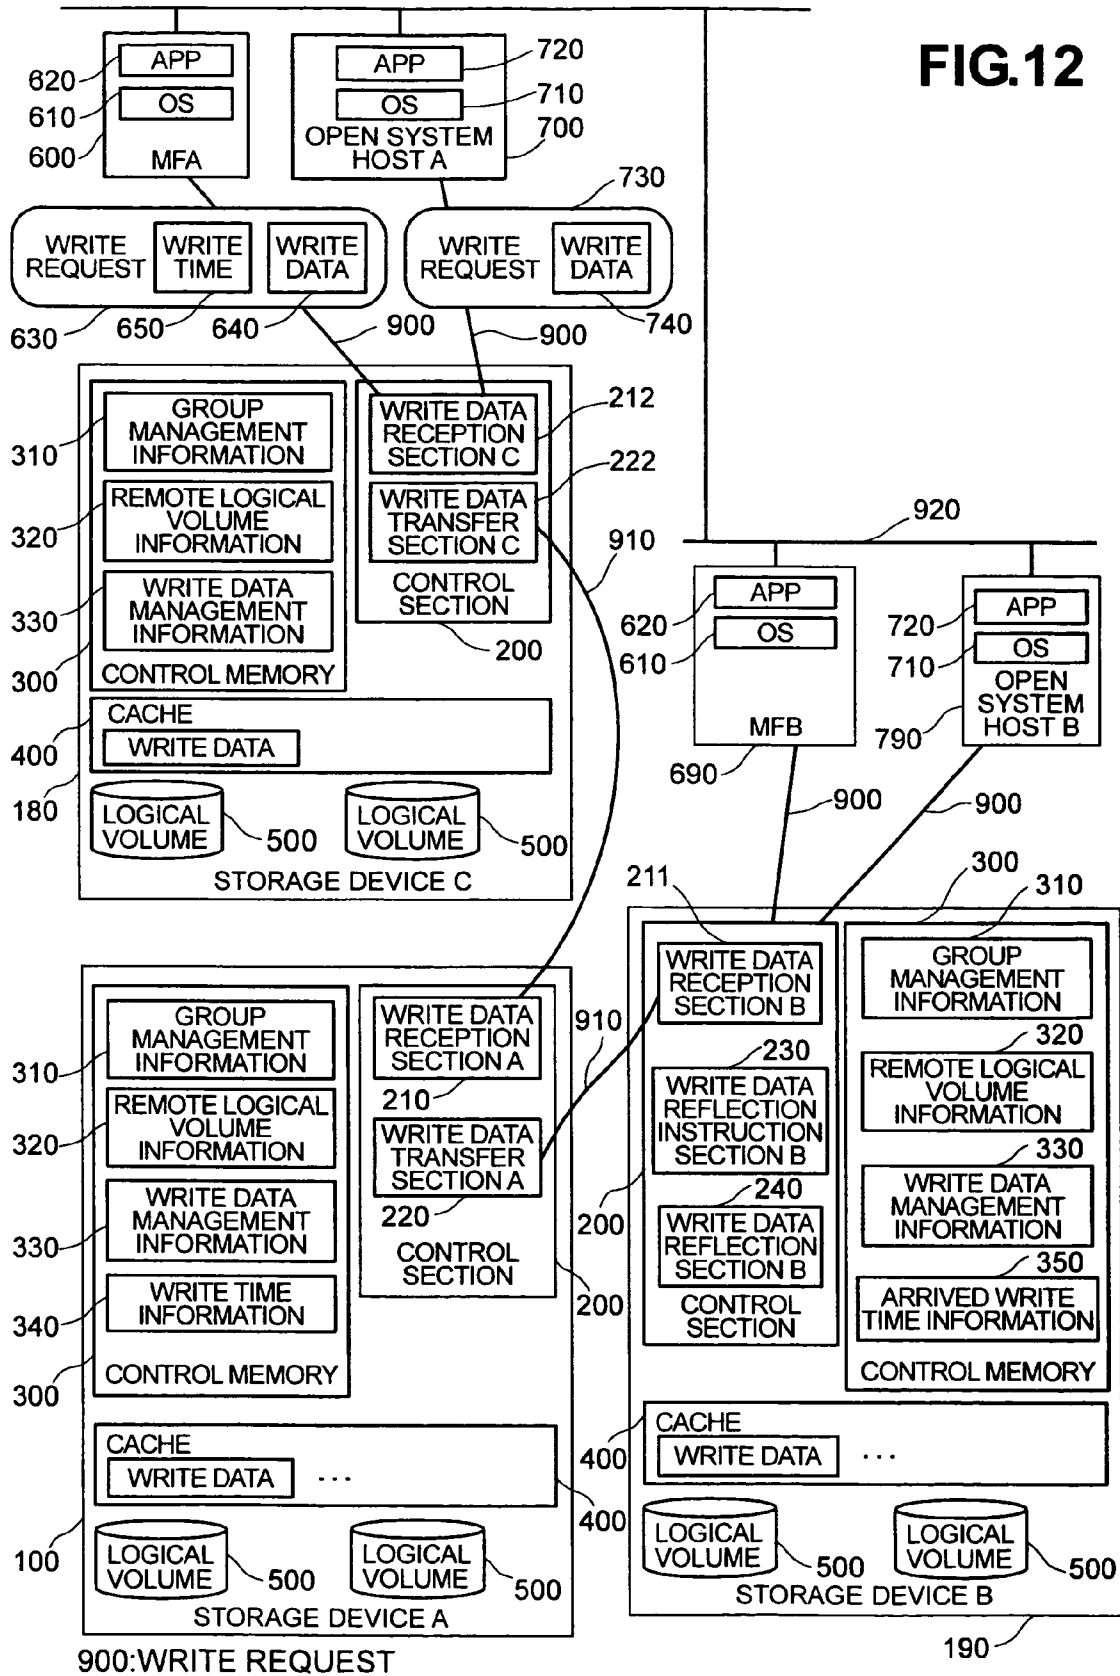 FIG.12
APP
620
610
OS
600
MFA
APP
720
OS
710
OPEN SYSTEM
HOST A
700
730
WRITE
REQUEST
WRITE
TIME
WRITE
DATA
WRITE
REQUEST
WRITE
DATA
630
650
640
900
900
740
GROUP
MANAGEMENT
INFORMATION
310
REMOTE LOGICAL
VOLUME
INFORMATION
320
WRITE DATA
MANAGEMENT
INFORMATION
330
300
CONTROL MEMORY
WRITE DATA
RECEPTION
SECTION C
212
222
WRITE DATA
TRANSFER
SECTION C
910
CONTROL
SECTION
200
CACHE
400
WRITE DATA
180
LOGICAL
VOLUME
500
LOGICAL
VOLUME
500
STORAGE DEVICE C
920
620
APP
610
OS
MFB
690
720
APP
710
OS
OPEN
SYSTEM
HOST B
790
900
900
GROUP
MANAGEMENT
INFORMATION
310
REMOTE LOGICAL
VOLUME
INFORMATION
320
WRITE DATA
MANAGEMENT
INFORMATION
330
WRITE TIME
INFORMATION
340
300
CONTROL MEMORY
WRITE DATA
RECEPTION
SECTION A
210
WRITE DATA
TRANSFER
SECTION A
220
CONTROL
SECTION
200
910
CACHE
WRITE DATA
...
400
100
LOGICAL
VOLUME
500
LOGICAL
VOLUME
500
STORAGE DEVICE A
211
WRITE DATA
RECEPTION
SECTION B
230
WRITE DATA
REFLECTION
INSTRUCTION
SECTION B
240
200
WRITE DATA
REFLECTION
SECTION B
CONTROL
SECTION
300
310
GROUP
MANAGEMENT
INFORMATION
320
REMOTE LOGICAL
VOLUME
INFORMATION
330
WRITE DATA
MANAGEMENT
INFORMATION
350
ARRIVED WRITE
TIME INFORMATION
CONTROL MEMORY
CACHE
400
WRITE DATA
...
LOGICAL
VOLUME
500
LOGICAL
VOLUME
500
STORAGE DEVICE B
190
900:WRITE REQUEST